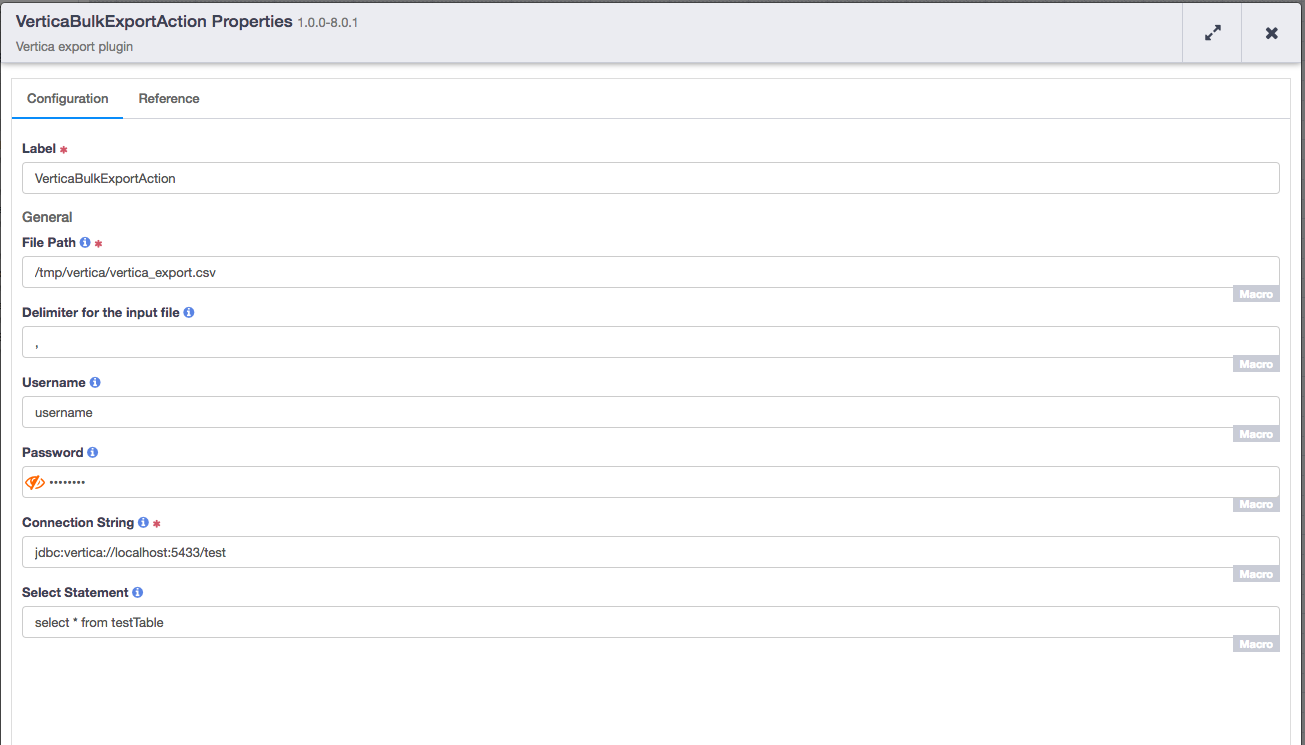 VerticaBulkExportAction Properties 1.0.0-8.0.1
Vertica export plugin
Configuration Reference
Label *
VerticaBulkExportAction
General
File Path *
/tmp/vertica/vertica_export.csv
Macro
Delimiter for the input file
,
Macro
Username
username
Macro
Password
••••••••
Macro
Connection String *
jdbc:vertica://localhost:5433/test
Macro
Select Statement
select * from testTable
Macro